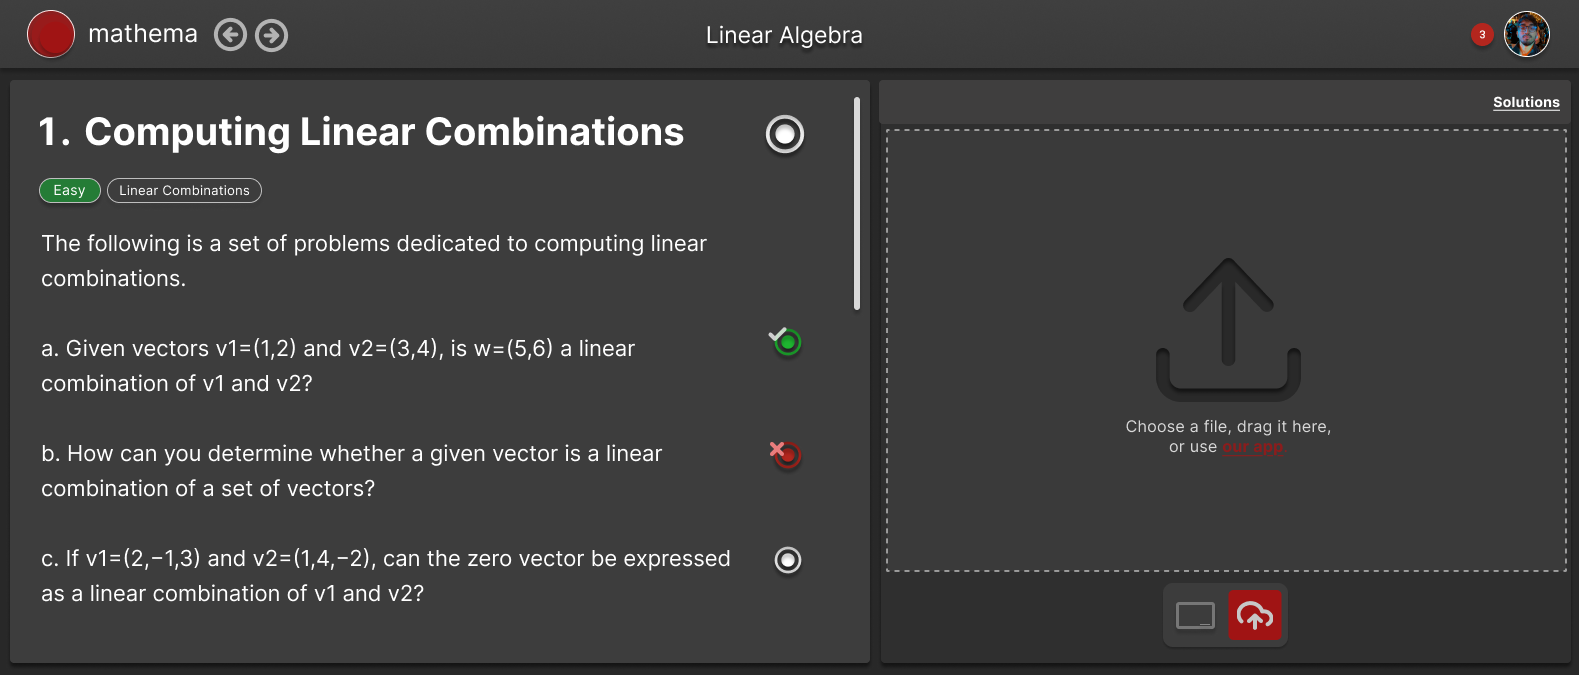 mathema
Linear Algebra
3
1. Computing Linear Combinations
Easy
Linear Combinations
The following is a set of problems dedicated to computing linear
combinations.
a. Given vectors v1=(1,2) and v2=(3,4), is w=(5,6) a linear
combination of v1 and v2?
b. How can you determine whether a given vector is a linear
combination of a set of vectors?
c. If v1=(2,−1,3) and v2=(1,4,−2), can the zero vector be expressed
as a linear combination of v1 and v2?
Solutions
Choose a file, drag it here,
or use our app